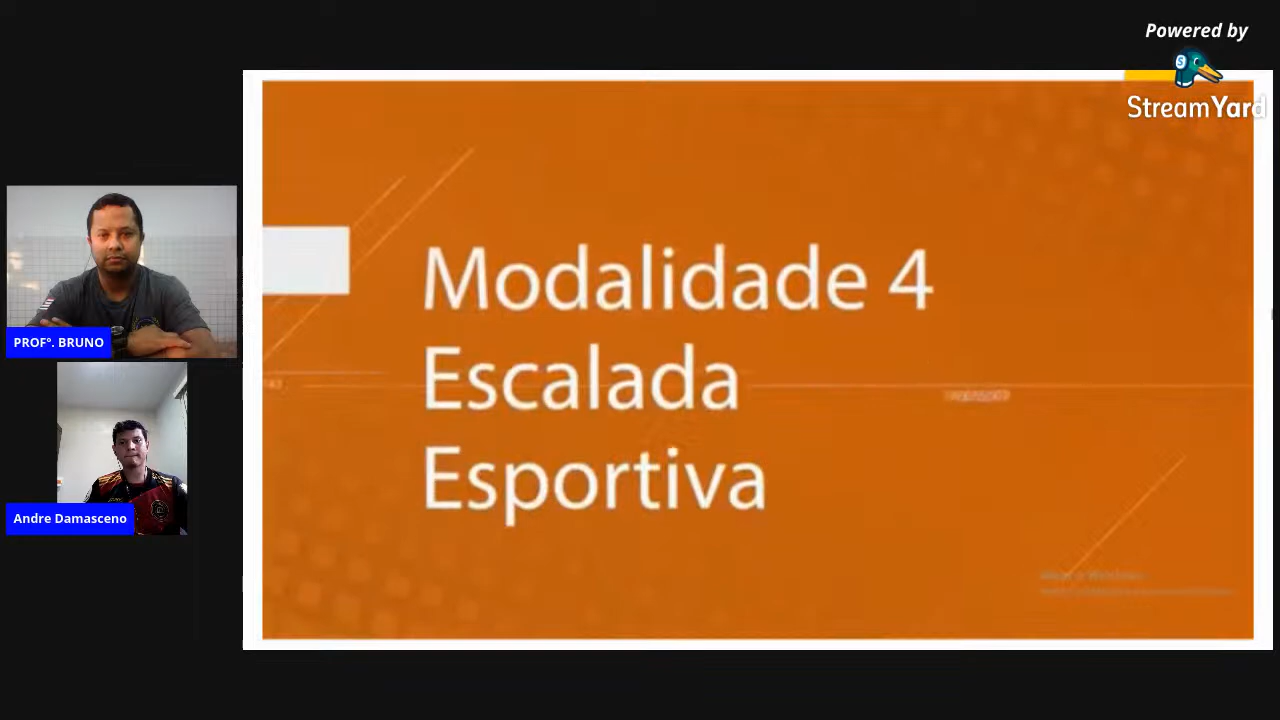 Powered by
StreamYard
Modalidade 4
Escalada
Esportiva
PROFº. BRUNO
Andre Damasceno